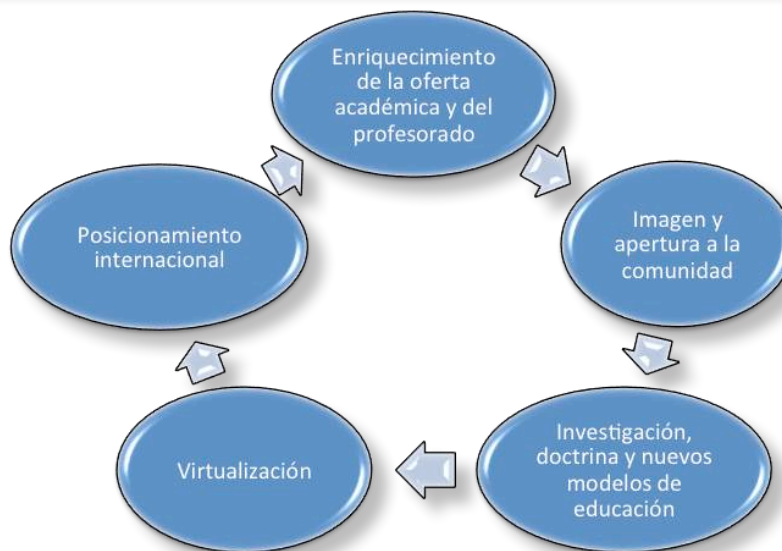 Enriquecimiento
de la oferta
académica y del
profesorado
Imagen y
apertura a la
comunidad
Investigación,
doctrina y nuevos
modelos de
educación
Virtualización
Posicionamiento
internacional